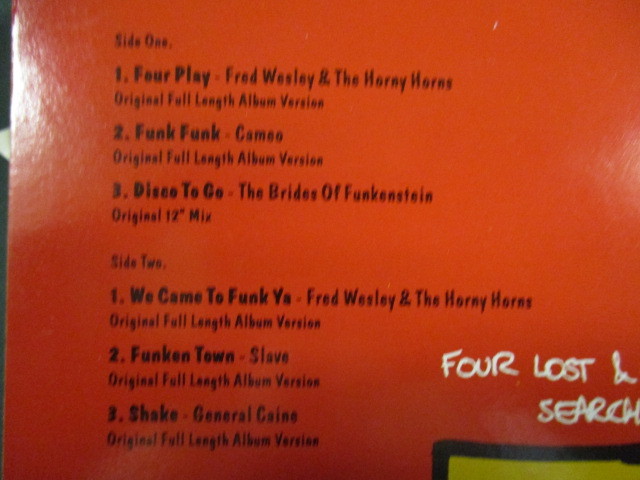 Side One.
1. Four Play - Fred Wesley & The Horny Horns
Original Full Length Album Version
2. Funk Funk - Cameo
Original Full Length Album Version
3. Disco To Go - The Brides Of Funkenstein
Original 12" Mix
Side Two.
1. We Came To Funk Ya - Fred Wesley & The Horny Horns
Original Full Length Album Version
2. Funken Town - Slave
Original Full Length Album Version
3. Shake - General Caine
Original Full Length Album Version
FOUR LOST &
SEARCH